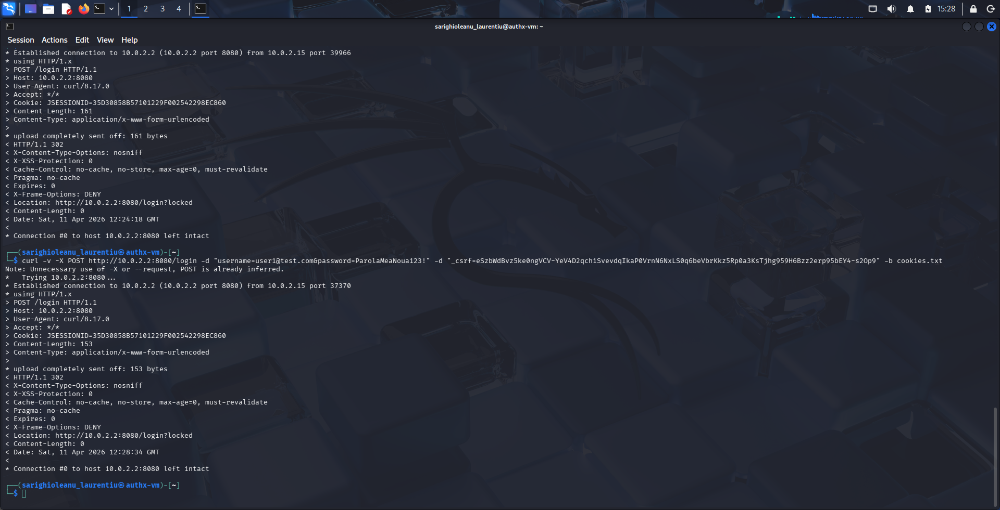 1 2 3 4 15:28
sarighioleanu_laurentiu@authx-vm: ~
Session Actions Edit View Help
* Established connection to 10.0.2.2 (10.0.2.2 port 8080) from 10.0.2.15 port 39966
* using HTTP/1.x
> POST /login HTTP/1.1
> Host: 10.0.2.2:8080
> User-Agent: curl/8.17.0
> Accept: */*
> Cookie: JSESSIONID=35D30858B57101229F002542298EC860
> Content-Length: 161
> Content-Type: application/x-www-form-urlencoded
>
* upload completely sent off: 161 bytes
< HTTP/1.1 302
< X-Content-Type-Options: nosniff
< X-XSS-Protection: 0
< Cache-Control: no-cache, no-store, max-age=0, must-revalidate
< Pragma: no-cache
< Expires: 0
< X-Frame-Options: DENY
< Location: http://10.0.2.2:8080/login?locked
< Content-Length: 0
< Date: Sat, 11 Apr 2026 12:24:18 GMT
<
* Connection #0 to host 10.0.2.2:8080 left intact
┌──(sarighioleanu_laurentiu㉿authx-vm)-[~]
└─$ curl -v -X POST http://10.0.2.2:8080/login -d "username=user1@test.com&password=ParolaMeaNoua123!" -d "_csrf=eSzbWdBvz5ke0ngVCV-YeV4D2qchiSvevdqIkaP0VrnN6NxLS0q6beVbrKkz5Rp0a3KsTjhg959H6Bzz2erp95bEY4-s2Op9" -b cookies.txt
Note: Unnecessary use of -X or --request, POST is already inferred.
*   Trying 10.0.2.2:8080...
* Established connection to 10.0.2.2 (10.0.2.2 port 8080) from 10.0.2.15 port 37370
* using HTTP/1.x
> POST /login HTTP/1.1
> Host: 10.0.2.2:8080
> User-Agent: curl/8.17.0
> Accept: */*
> Cookie: JSESSIONID=35D30858B57101229F002542298EC860
> Content-Length: 153
> Content-Type: application/x-www-form-urlencoded
>
* upload completely sent off: 153 bytes
< HTTP/1.1 302
< X-Content-Type-Options: nosniff
< X-XSS-Protection: 0
< Cache-Control: no-cache, no-store, max-age=0, must-revalidate
< Pragma: no-cache
< Expires: 0
< X-Frame-Options: DENY
< Location: http://10.0.2.2:8080/login?locked
< Content-Length: 0
< Date: Sat, 11 Apr 2026 12:28:34 GMT
<
* Connection #0 to host 10.0.2.2:8080 left intact
┌──(sarighioleanu_laurentiu㉿authx-vm)-[~]
└─$